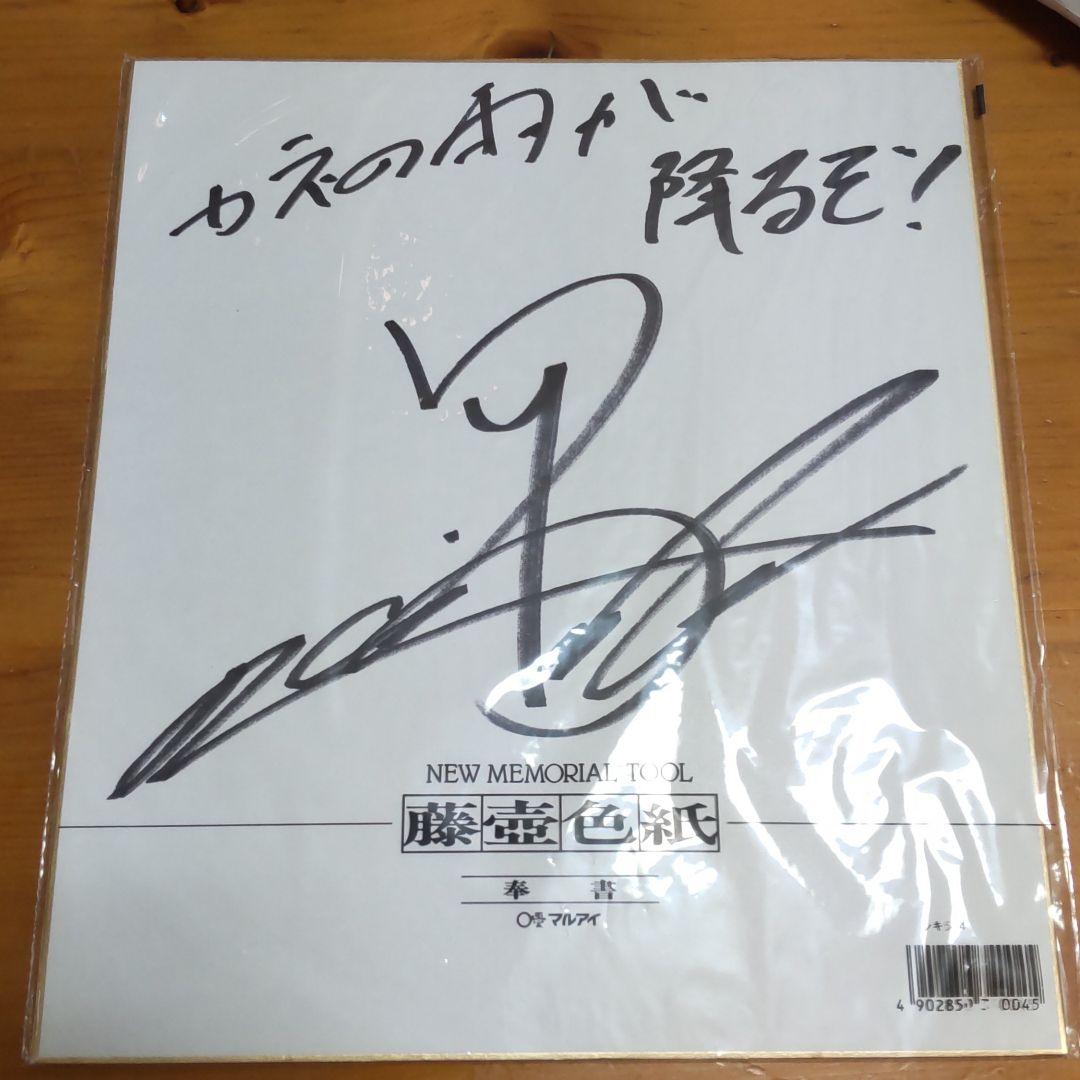 カネの雨が
降るぞ!
NEW MEMORIAL TOOL
藤壺色紙
奉書
マルアイ
4 902850 0045